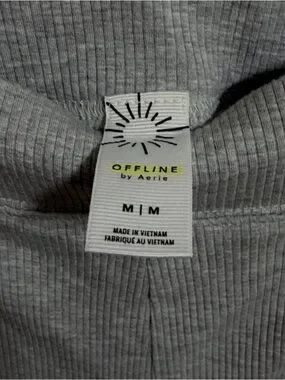 OFFLINE
by Aerie
M|M
MADE IN VIETNAM
FABRIQUÉ AU VIETNAM